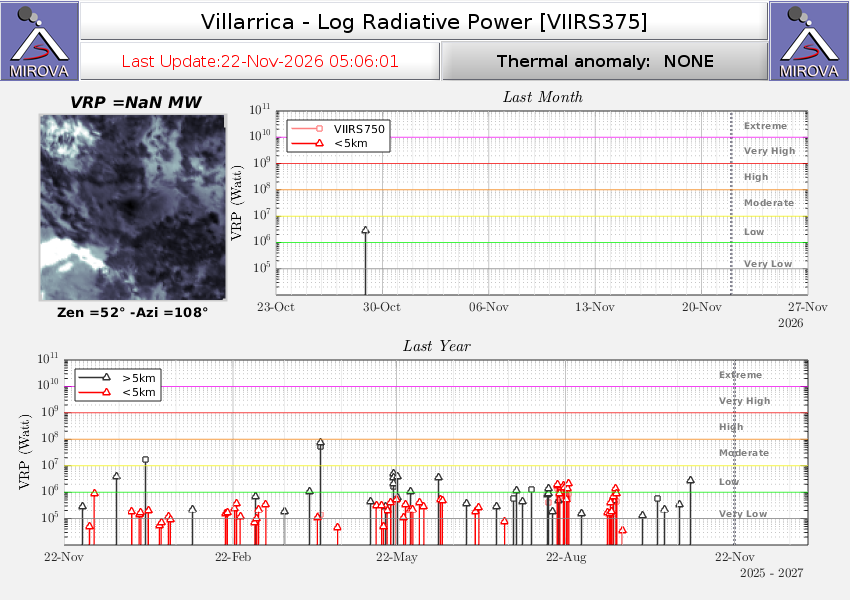 Villarrica - Log Radiative Power [VIIRS375]
MIROVA
Last Update:22-Nov-2026 05:06:01
Thermal anomaly: NONE
MIROVA
VRP =NaN MW
Zen =52° -Azi =108°
Last Month
VRP (Watt)
10¹¹
10¹⁰
10⁹
10⁸
10⁷
10⁶
10⁵
VIIRS750
<5km
Extreme
Very High
High
Moderate
Low
Very Low
23-Oct 30-Oct 06-Nov 13-Nov 20-Nov 27-Nov
2026
Last Year
VRP (Watt)
10¹¹
10¹⁰
10⁹
10⁸
10⁷
10⁶
10⁵
>5km
<5km
Extreme
Very High
High
Moderate
Low
Very Low
22-Nov 22-Feb 22-May 22-Aug 22-Nov
2025 - 2027